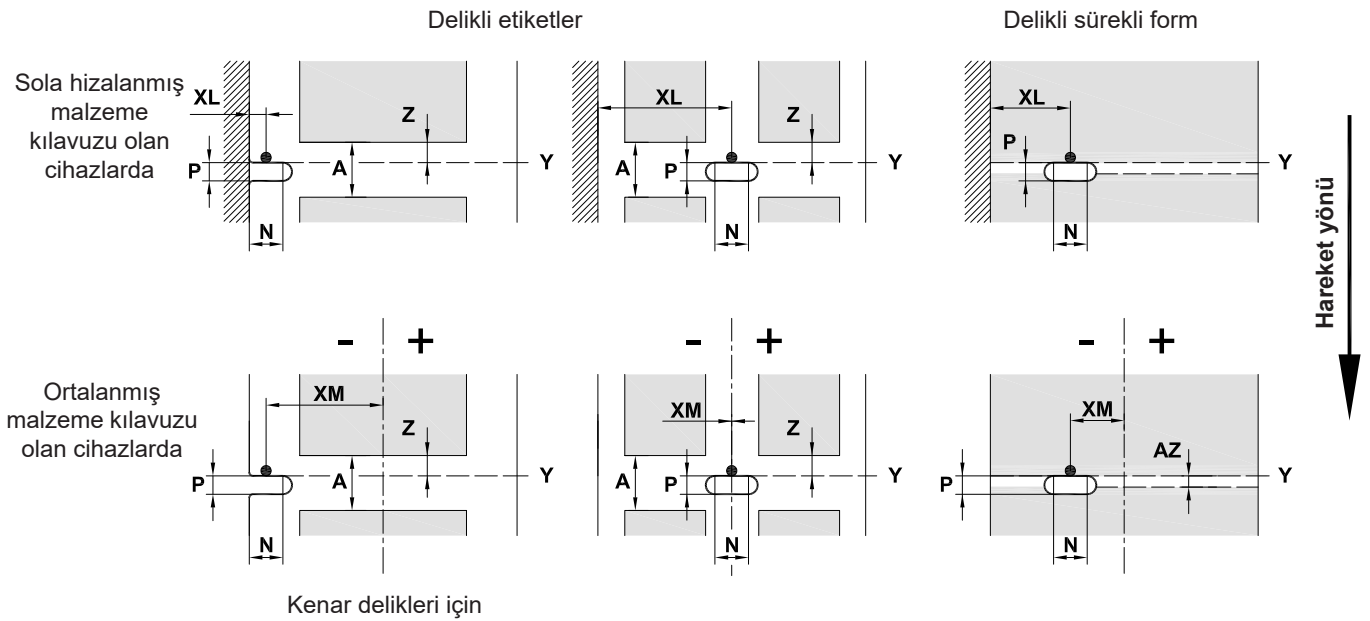 Delikli etiketler
Delikli sürekli form
Sola hizalanmış
malzeme
kılavuzu olan
cihazlarda
XL
Z
A
P
Y
N
XL
Z
A
P
Y
N
XL
P
Y
N
Hareket yönü
- +
- +
- +
Ortalanmış
malzeme kılavuzu
olan cihazlarda
XM
Z
A
P
Y
N
XM
Z
A
P
Y
N
XM
AZ
P
Y
N
Kenar delikleri için